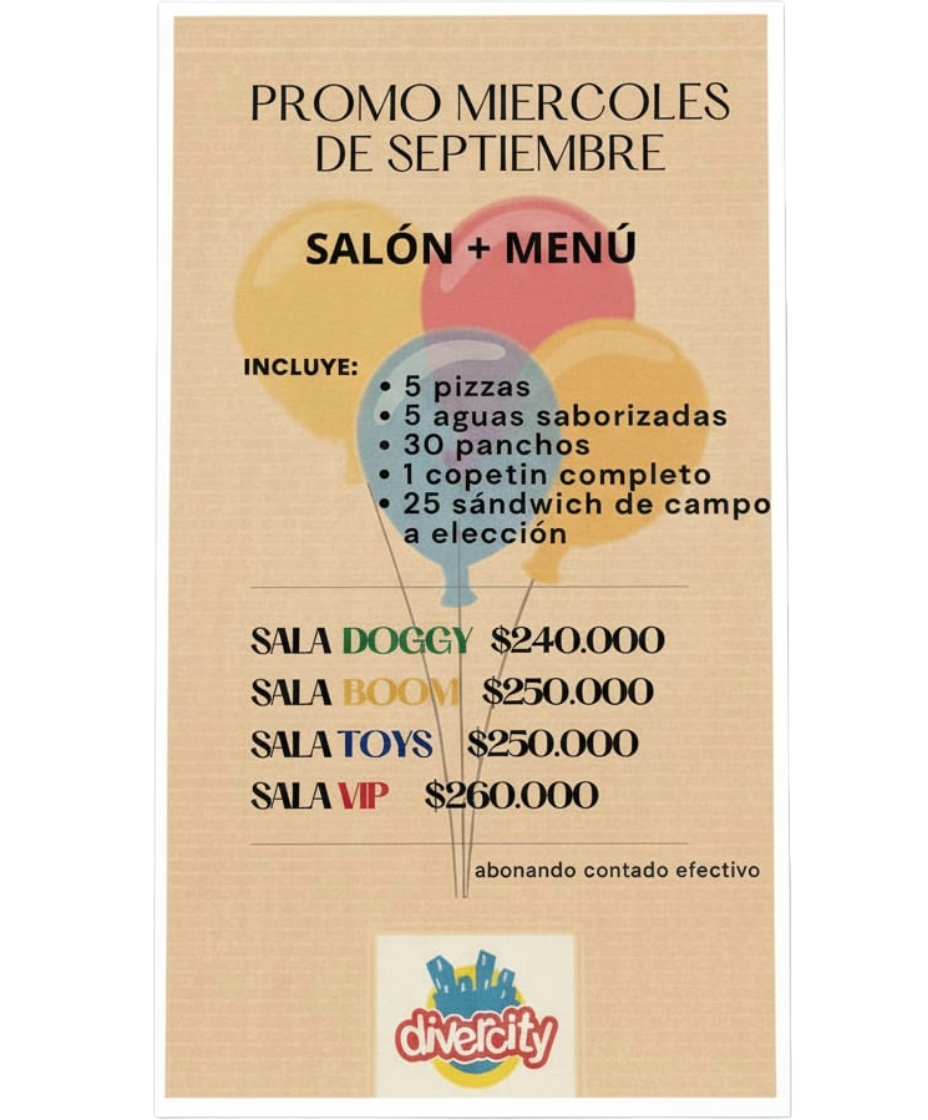 PROMO MIERCOLES
DE SEPTIEMBRE
SALÓN + MENÚ
INCLUYE:
• 5 pizzas
• 5 aguas saborizadas
• 30 panchos
• 1 copetin completo
• 25 sándwich de campo
a elección
SALA DOGGY $240.000
SALA BOOM $250.000
SALA TOYS $250.000
SALA VIP $260.000
abonando contado efectivo
divercity